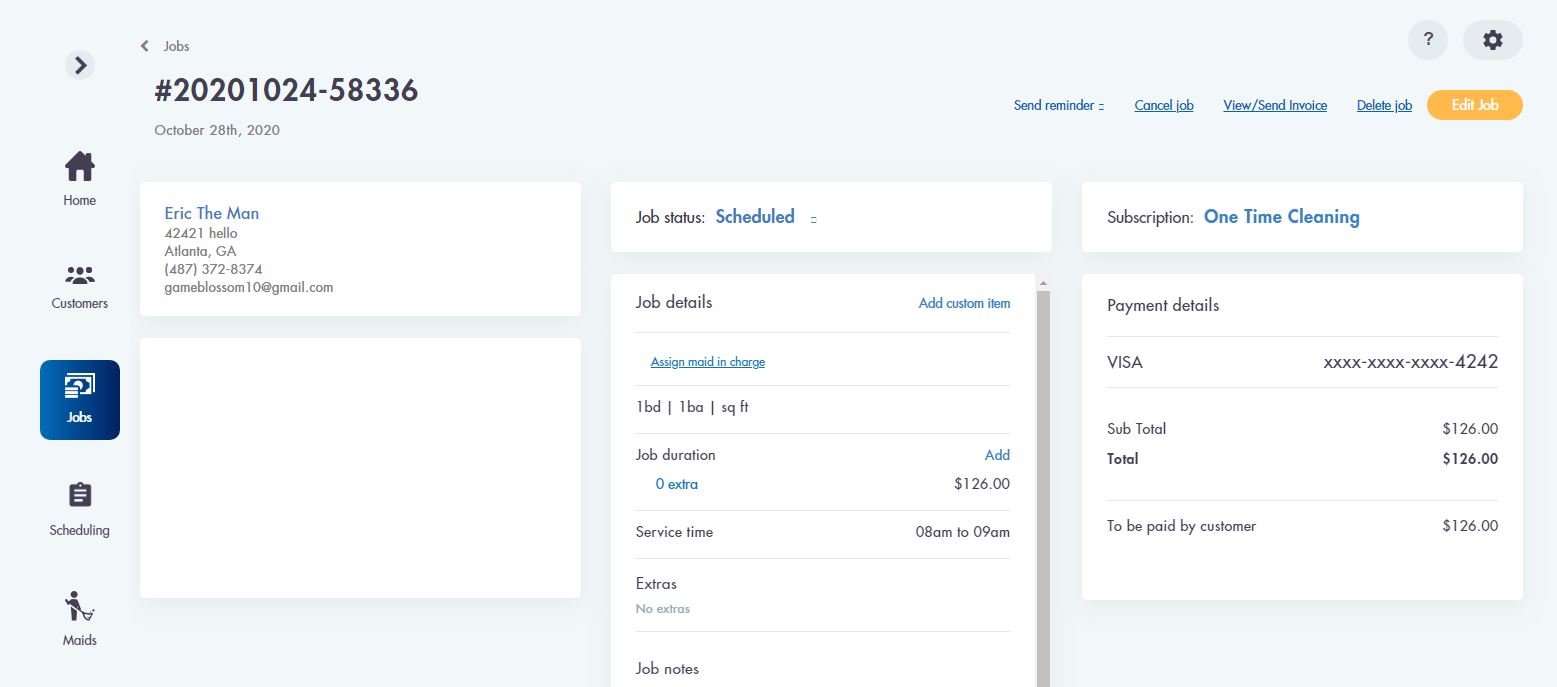 Jobs
#20201024-58336
October 28th, 2020
?
Send reminder
Cancel job
View/Send Invoice
Delete job
Edit Job
Home
Customers
Jobs
Scheduling
Maids
Eric The Man
42421 hello
Atlanta, GA
(487) 372-8374
gameblossom10@gmail.com
Job status: Scheduled
Job details Add custom item
Assign maid in charge
1bd | 1ba | sq ft
Job duration Add
0 extra $126.00
Service time 08am to 09am
Extras
No extras
Job notes
Subscription: One Time Cleaning
Payment details
VISA xxxx-xxxx-xxxx-4242
Sub Total $126.00
Total $126.00
To be paid by customer $126.00